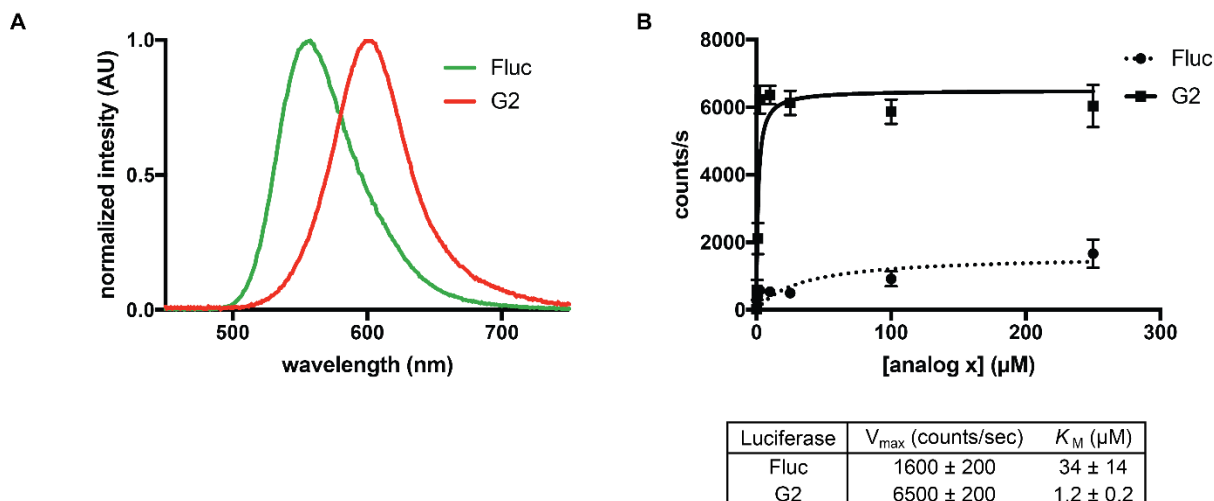 A
normalized intesity (AU)
1.0
0.5
0.0
500
600
700
wavelength (nm)
Fluc
G2
B
counts/s
8000
6000
4000
2000
0
0
100
200
300
[analog x] (µM)
Fluc
G2
Luciferase Vmax (counts/sec) KM (µM)
Fluc 1600 ± 200 34 ± 14
G2 6500 ± 200 1.2 ± 0.2